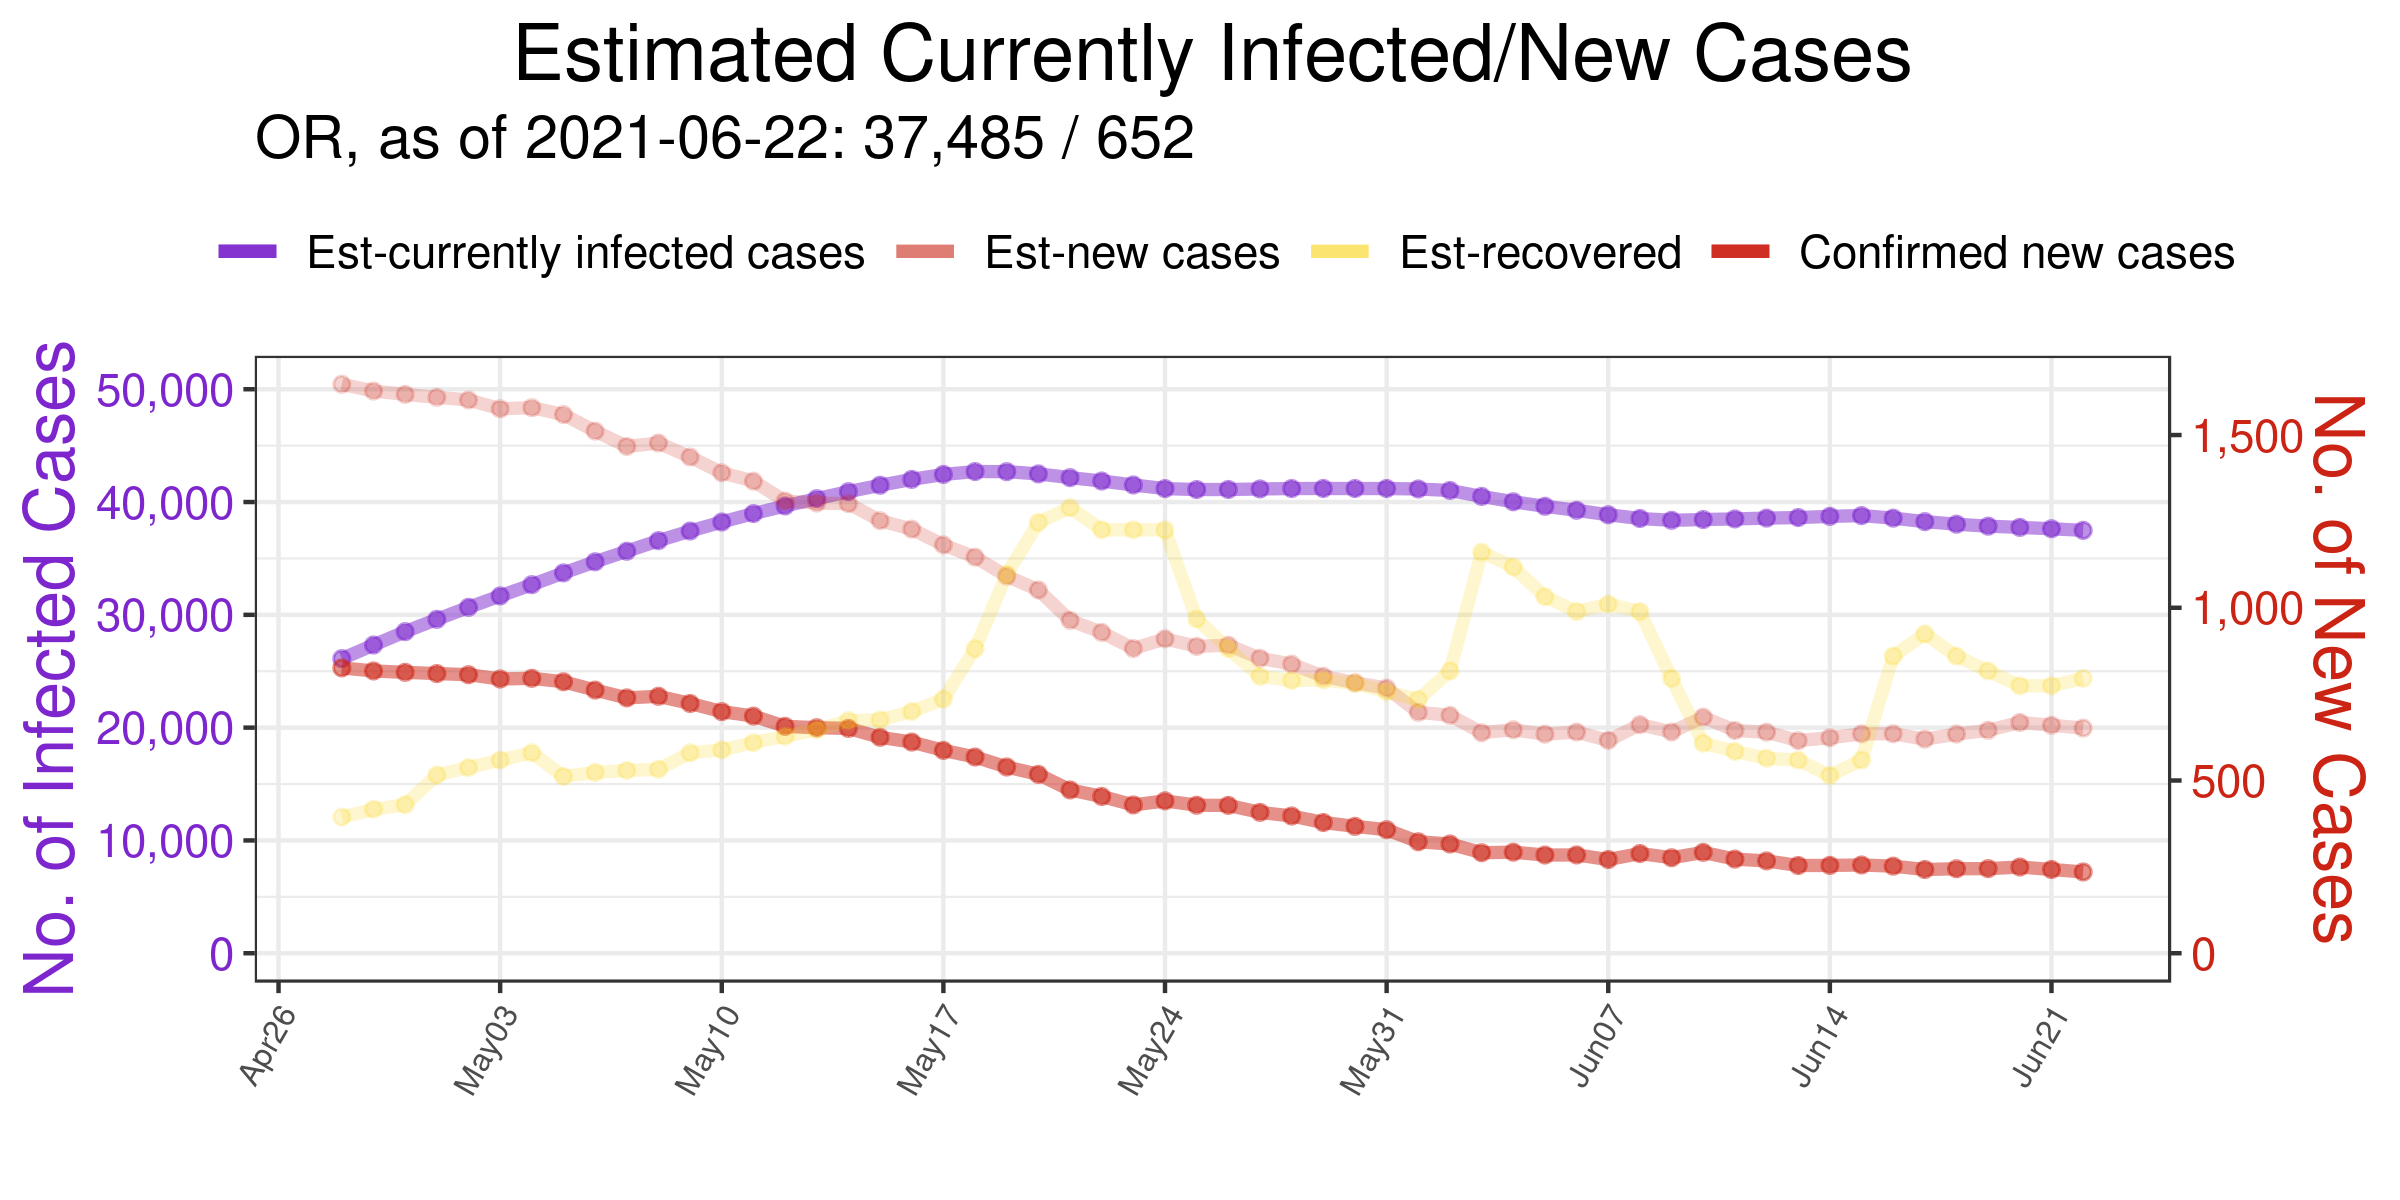 Estimated Currently Infected/New Cases
OR, as of 2021-06-22: 37,485 / 652
Est-currently infected cases Est-new cases Est-recovered Confirmed new cases
No. of Infected Cases
50,000
40,000
30,000
20,000
10,000
0
1,500
1,000
500
0
No. of New Cases
Apr26 May03 May10 May17 May24 May31 Jun07 Jun14 Jun21